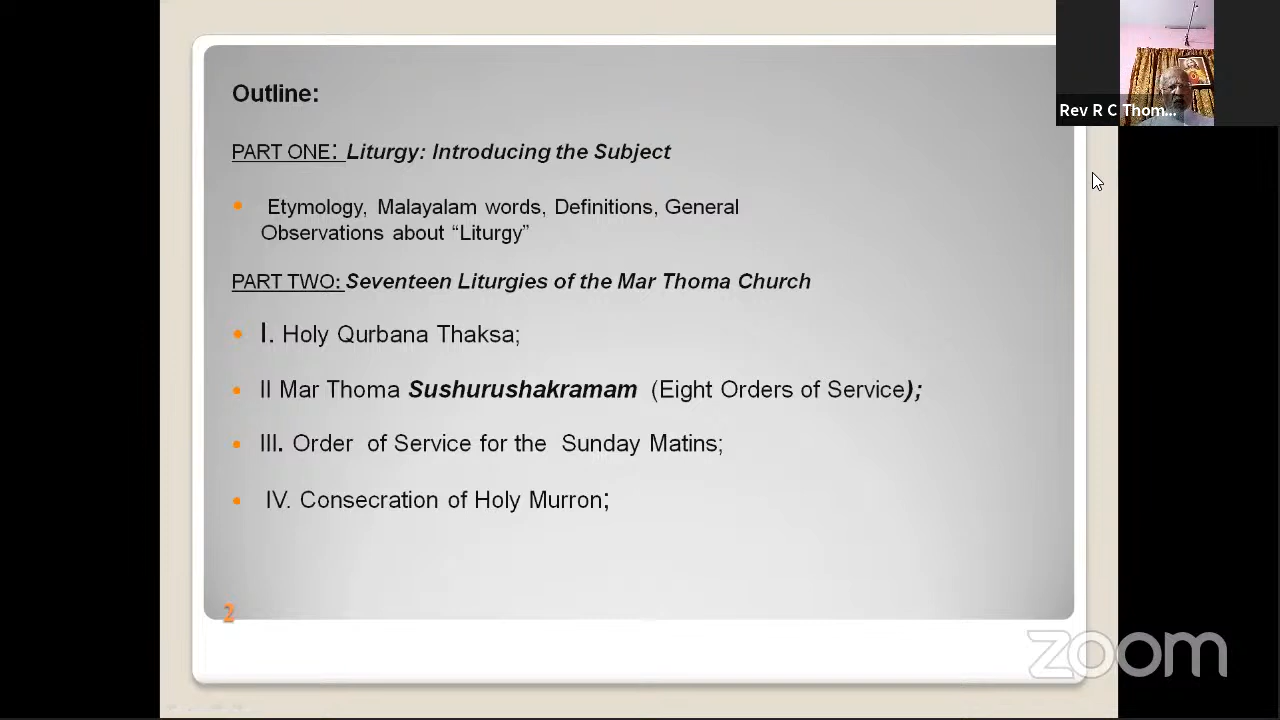 Outline:
Rev R C Thom...
PART ONE: Liturgy: Introducing the Subject
Etymology, Malayalam words, Definitions, General
Observations about “Liturgy”
PART TWO: Seventeen Liturgies of the Mar Thoma Church
I. Holy Qurbana Thaksa;
II Mar Thoma Sushurushakramam (Eight Orders of Service);
III. Order of Service for the Sunday Matins;
IV. Consecration of Holy Murron;
2
zoom